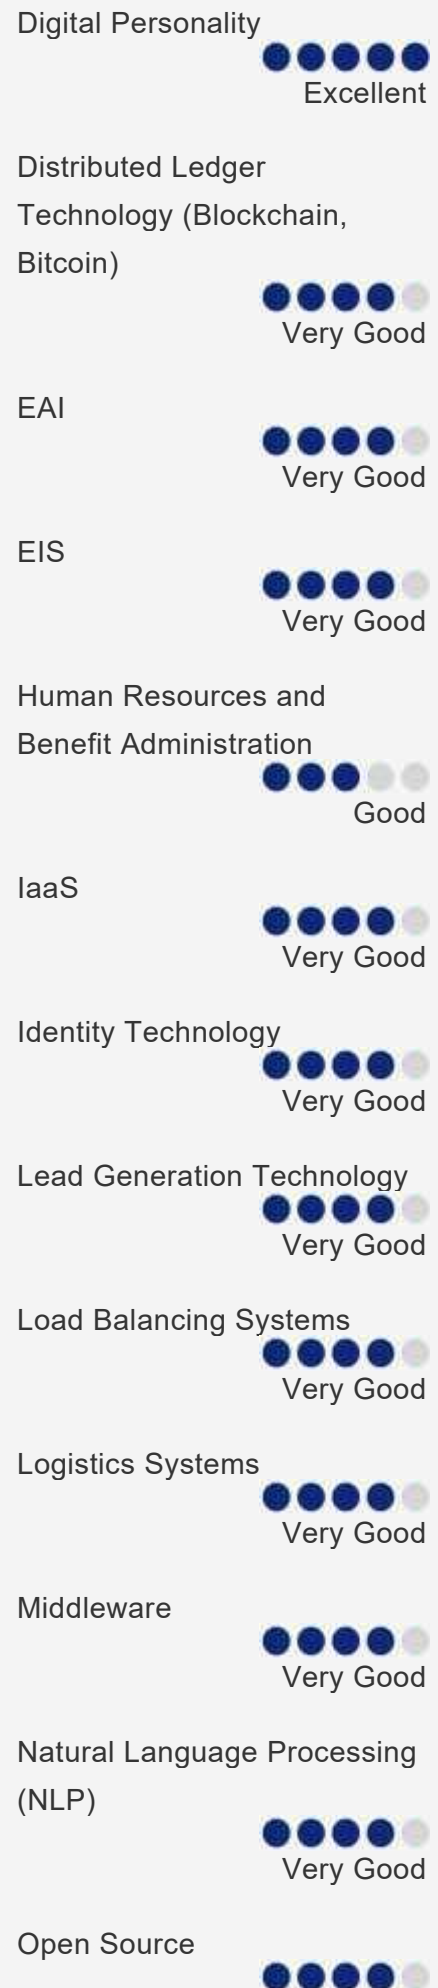 Digital Personality
Excellent
Distributed Ledger
Technology (Blockchain,
Bitcoin)
Very Good
EAI
Very Good
EIS
Very Good
Human Resources and
Benefit Administration
Good
IaaS
Very Good
Identity Technology
Very Good
Lead Generation Technology
Very Good
Load Balancing Systems
Very Good
Logistics Systems
Very Good
Middleware
Very Good
Natural Language Processing
(NLP)
Very Good
Open Source